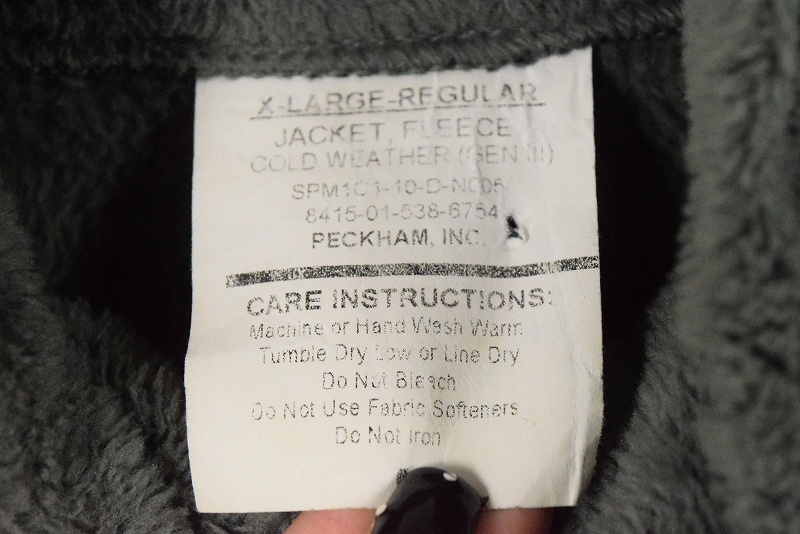 X-LARGE-REGULAR
JACKET, FLEECE
COLD WEATHER (GEN III)
SPM1C1-10-D-N005
8415-01-538-6754
PECKHAM, INC.
CARE INSTRUCTIONS:
Machine or Hand Wash Warm
Tumble Dry Low or Line Dry
Do Not Bleach
Do Not Use Fabric Softeners
Do Not Iron